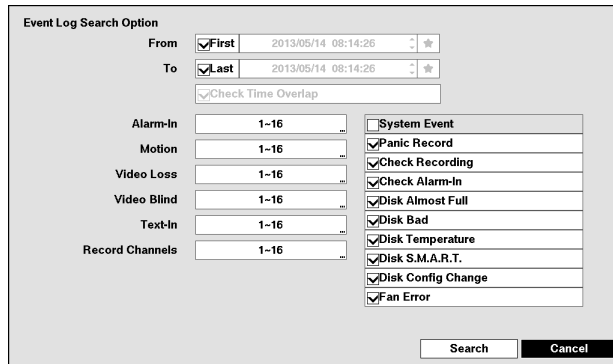 Event Log Search Option
From First 2013/05/14 08:14:26
To Last 2013/05/14 08:14:26
Check Time Overlap
Alarm-In 1~16 ...
Motion 1~16 ...
Video Loss 1~16 ...
Video Blind 1~16 ...
Text-In 1~16 ...
Record Channels 1~16 ...
System Event
Panic Record
Check Recording
Check Alarm-In
Disk Almost Full
Disk Bad
Disk Temperature
Disk S.M.A.R.T.
Disk Config Change
Fan Error
Search Cancel